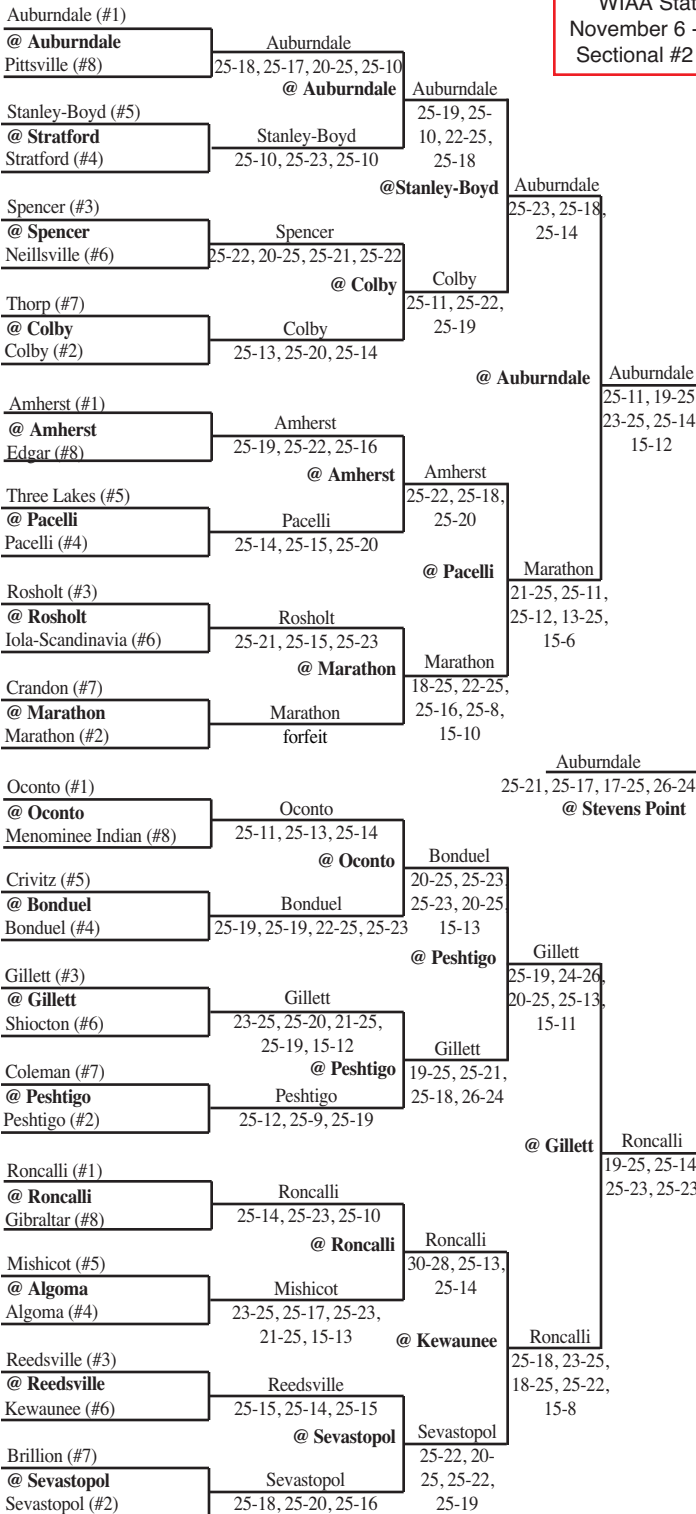 WIAA Stat
November 6 -
Sectional #2
Auburndale (#1)
@ Auburndale
Pittsville (#8)
Auburndale
25-18, 25-17, 20-25, 25-10
@ Auburndale
Stanley-Boyd (#5)
@ Stratford
Stratford (#4)
Stanley-Boyd
25-10, 25-23, 25-10
Auburndale
25-19, 25-
10, 22-25,
25-18
@Stanley-Boyd
Spencer (#3)
@ Spencer
Neillsville (#6)
Spencer
25-22, 20-25, 25-21, 25-22
@ Colby
Thorp (#7)
@ Colby
Colby (#2)
Colby
25-13, 25-20, 25-14
Colby
25-11, 25-22,
25-19
Auburndale
25-23, 25-18,
25-14
@ Auburndale
Amherst (#1)
@ Amherst
Edgar (#8)
Amherst
25-19, 25-22, 25-16
@ Amherst
Three Lakes (#5)
@ Pacelli
Pacelli (#4)
Pacelli
25-14, 25-15, 25-20
Amherst
25-22, 25-18,
25-20
@ Pacelli
Rosholt (#3)
@ Rosholt
Iola-Scandinavia (#6)
Rosholt
25-21, 25-15, 25-23
@ Marathon
Crandon (#7)
@ Marathon
Marathon (#2)
Marathon
forfeit
Marathon
18-25, 22-25,
25-16, 25-8,
15-10
Marathon
21-25, 25-11,
25-12, 13-25,
15-6
Auburndale
25-11, 19-25
23-25, 25-14
15-12
Auburndale
25-21, 25-17, 17-25, 26-24
@ Stevens Point
Oconto (#1)
@ Oconto
Menominee Indian (#8)
Oconto
25-11, 25-13, 25-14
@ Oconto
Crivitz (#5)
@ Bonduel
Bonduel (#4)
Bonduel
25-19, 25-19, 22-25, 25-23
Bonduel
20-25, 25-23,
25-23, 20-25,
15-13
@ Peshtigo
Gillett (#3)
@ Gillett
Shiocton (#6)
Gillett
23-25, 25-20, 21-25,
25-19, 15-12
@ Peshtigo
Coleman (#7)
@ Peshtigo
Peshtigo (#2)
Peshtigo
25-12, 25-9, 25-19
Gillett
19-25, 25-21,
25-18, 26-24
Gillett
25-19, 24-26,
20-25, 25-13,
15-11
@ Gillett
Roncalli (#1)
@ Roncalli
Gibraltar (#8)
Roncalli
25-14, 25-23, 25-10
@ Roncalli
Mishicot (#5)
@ Algoma
Algoma (#4)
Mishicot
23-25, 25-17, 25-23,
21-25, 15-13
Roncalli
30-28, 25-13,
25-14
@ Kewaunee
Reedsville (#3)
@ Reedsville
Kewaunee (#6)
Reedsville
25-15, 25-14, 25-15
@ Sevastopol
Brillion (#7)
@ Sevastopol
Sevastopol (#2)
Sevastopol
25-18, 25-20, 25-16
Sevastopol
25-22, 20-
25, 25-22,
25-19
Roncalli
25-18, 23-25,
18-25, 25-22,
15-8
Roncalli
19-25, 25-14
25-23, 25-23